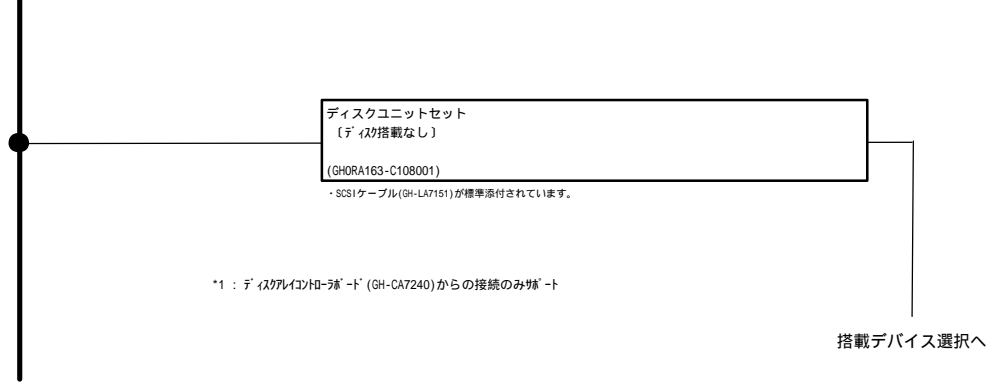 ディスクユニットセット
〔ﾃﾞｨｽｸ搭載なし〕
(GH0RA163-C108001)
・SCSIケーブル(GH-LA7151)が標準添付されています。
*1 : ﾃﾞｨｽｸｱﾚｲｺﾝﾄﾛｰﾗﾎﾞｰﾄﾞ(GH-CA7240)からの接続のみｻﾎﾟｰﾄ
搭載デバイス選択へ